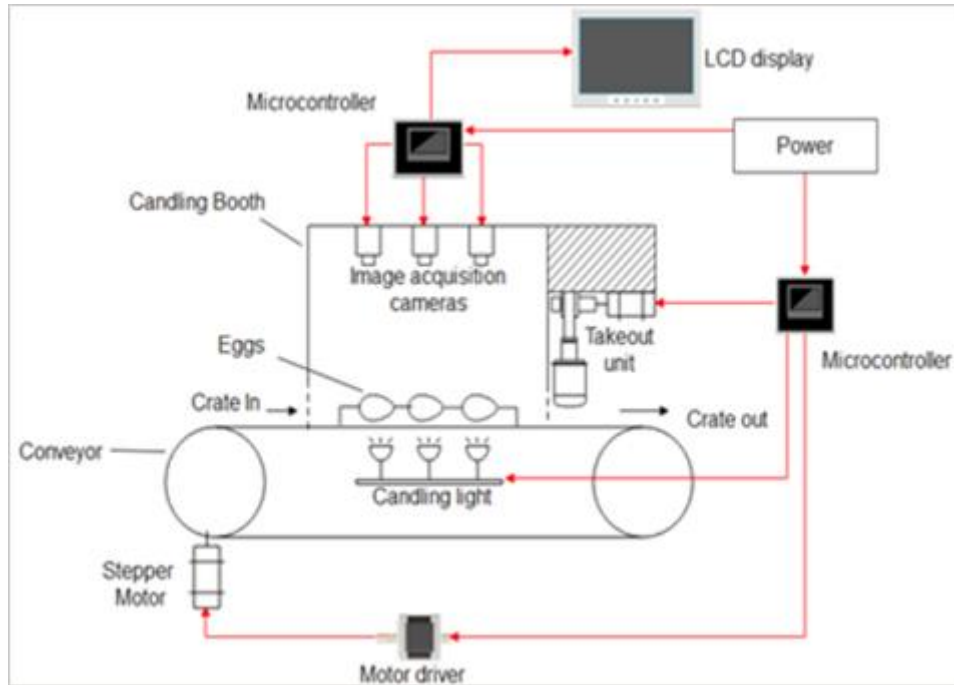 LCD display
Microcontroller
Power
Candling Booth
Image acquisition
cameras
Takeout
unit
Microcontroller
Eggs
Crate In
Crate out
Conveyor
Candling light
Stepper
Motor
Motor driver